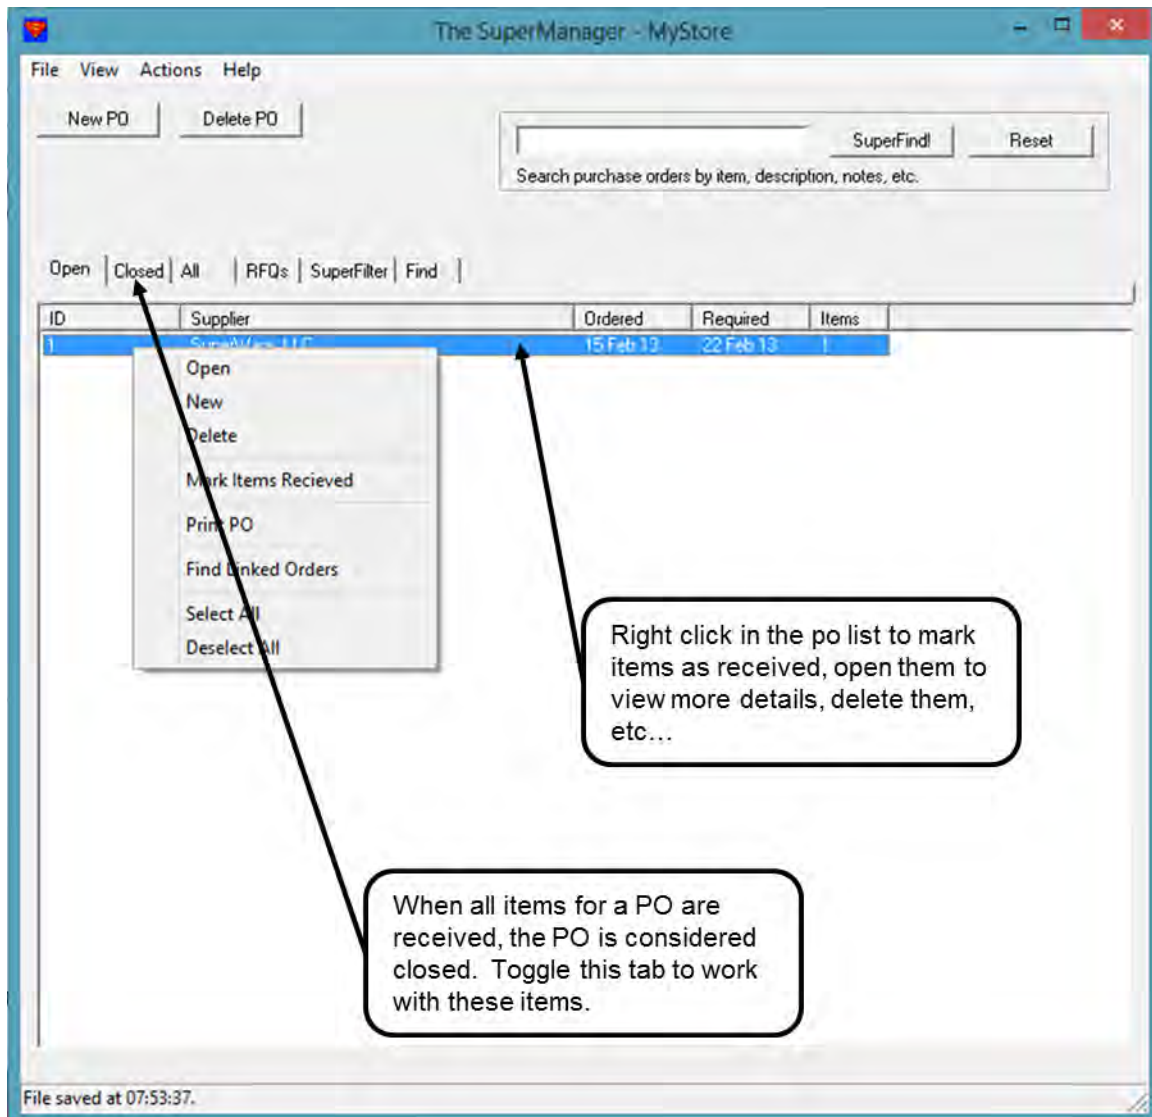 The SuperManager - MyStore
File View Actions Help
New PO Delete PO
SuperFind! Reset
Search purchase orders by item, description, notes, etc.
Open Closed All RFQs SuperFilter Find
ID Supplier Ordered Required Items
1 SuperWare, LLC 15 Feb 13 22 Feb 13 1
Open
New
Delete
Mark Items Recieved
Print PO
Find Linked Orders
Select All
Deselect All
Right click in the po list to mark
items as received, open them to
view more details, delete them,
etc...
When all items for a PO are
received, the PO is considered
closed. Toggle this tab to work
with these items.
File saved at 07:53:37.